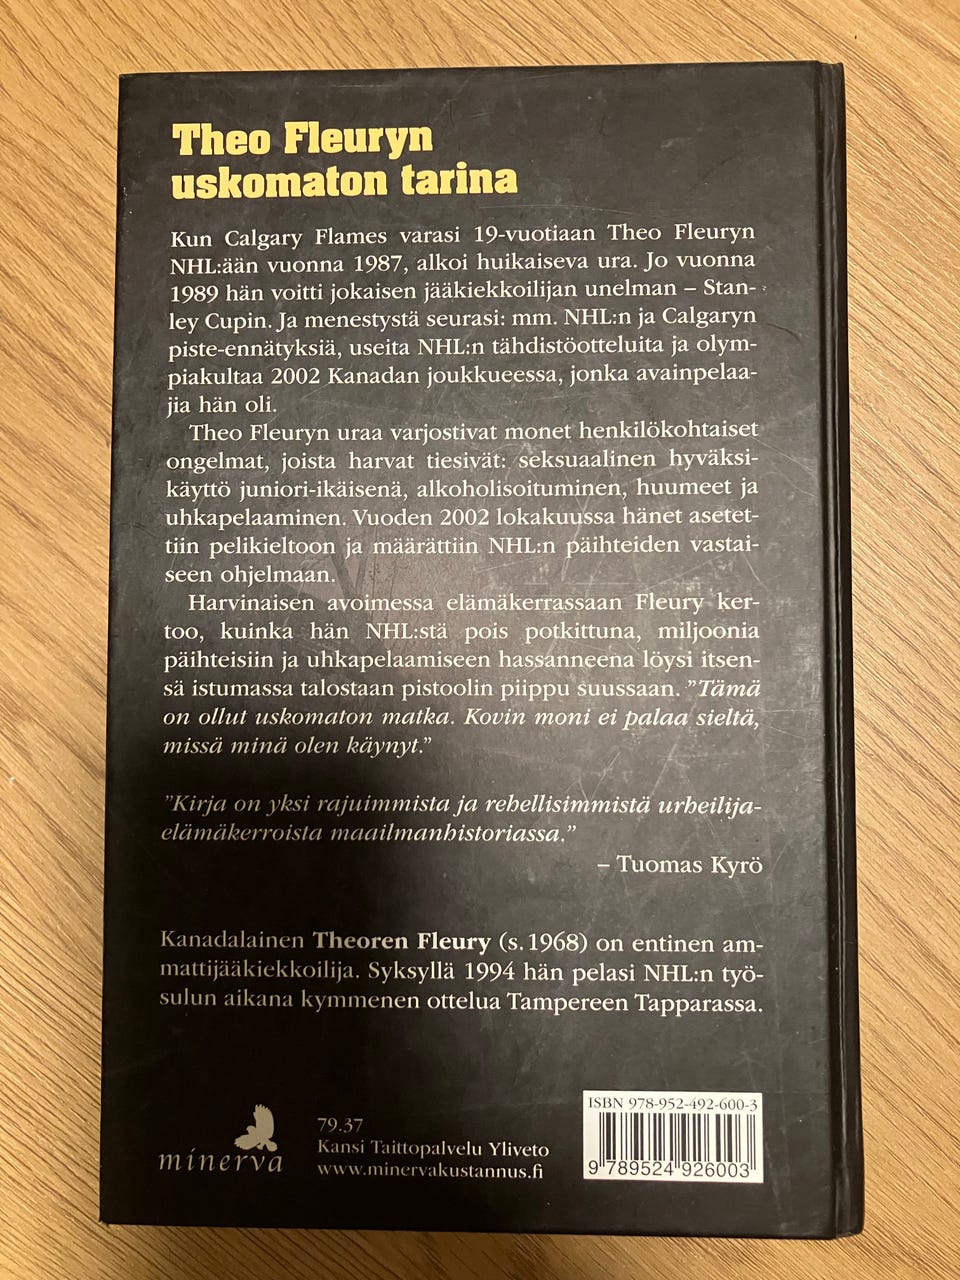 Theo Fleuryn
uskomaton tarina
Kun Calgary Flames varasi 19-vuotiaan Theo Fleuryn
NHL:ään vuonna 1987, alkoi huikaiseva ura. Jo vuonna
1989 hän voitti jokaisen jääkiekkoilijan unelman – Stan-
ley Cupin. Ja menestystä seurasi: mm. NHL:n ja Calgaryn
piste-ennätyksiä, useita NHL:n tähdistöotteluita ja olym-
piakultaa 2002 Kanadan joukkueessa, jonka avainpelaa-
jia hän oli.
Theo Fleuryn uraa varjostivat monet henkilökohtaiset
ongelmat, joista harvat tiesivät: seksuaalinen hyväksi-
käyttö juniori-ikäisenä, alkoholisoituminen, huumeet ja
uhkapelaaminen. Vuoden 2002 lokakuussa hänet asetet-
tiin pelikieltoon ja määrättiin NHL:n päihteiden vastai-
seen ohjelmaan.
Harvinaisen avoimessa elämäkerrassaan Fleury ker-
too, kuinka hän NHL:stä pois potkittuna, miljoonia
päihteisiin ja uhkapelaamiseen hassanneena löysi itsen-
sä istumassa talostaan pistoolin piippu suussaan. ”Tämä
on ollut uskomaton matka. Kovin moni ei palaa sieltä,
missä minä olen käynyt.”
”Kirja on yksi rajuimmista ja rehellisimmistä urheilija-
elämäkerroista maailmanhistoriassa.”
– Tuomas Kyrö
Kanadalainen Theoren Fleury (s. 1968) on entinen am-
mattijääkiekkoilija. Syksyllä 1994 hän pelasi NHL:n työ-
sulun aikana kymmenen ottelua Tampereen Tapparassa.
minerva
79.37
Kansi Taittopalvelu Yliveto
www.minervakustannus.fi
ISBN 978-952-492-600-3
9 789524 926003